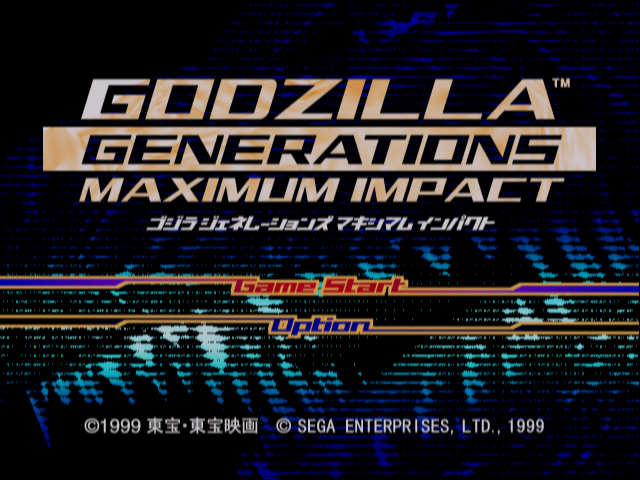 GODZILLA™
GENERATIONS
MAXIMUM IMPACT
ゴジラ ジェネレーションズ マキシマム インパクト
Game Start
Option
©1999 東宝・東宝映画 © SEGA ENTERPRISES, LTD., 1999